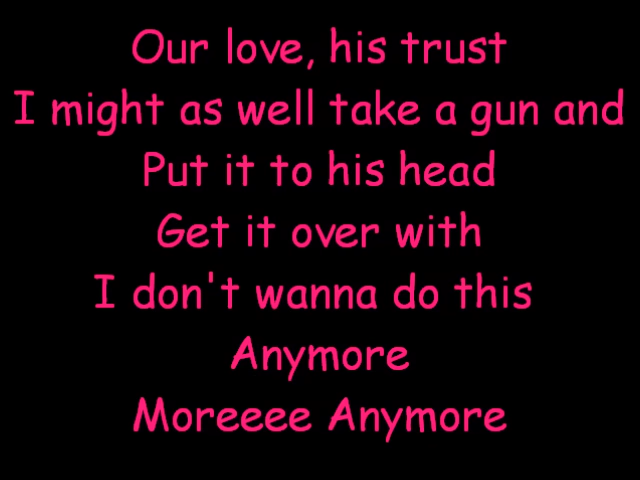 Our love, his trust
I might as well take a gun and
Put it to his head
Get it over with
I don't wanna do this
Anymore
Moreeee Anymore